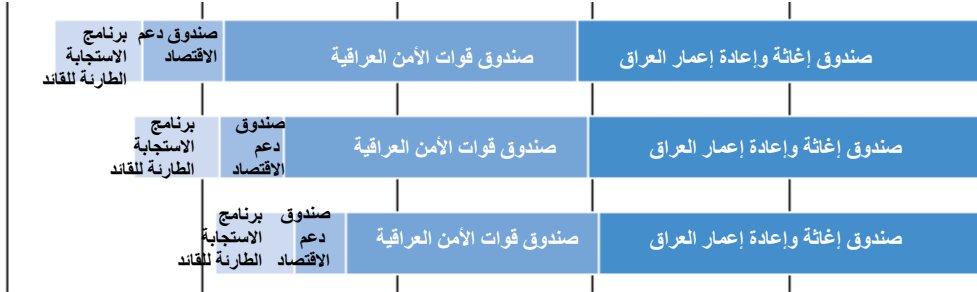 صندوق إغاثة وإعادة إعمار العراق
صندوق قوات الأمن العراقية
صندوق دعم
الاقتصاد
برنامج
الاستجابة
الطارئة للقائد
صندوق إغاثة وإعادة إعمار العراق
صندوق قوات الأمن العراقية
صندوق
دعم
الاقتصاد
برنامج
الاستجابة
الطارئة للقائد
صندوق إغاثة وإعادة إعمار العراق
صندوق قوات الأمن العراقية
صندوق
دعم
الاقتصاد
برنامج
الاستجابة
الطارئة للقائد